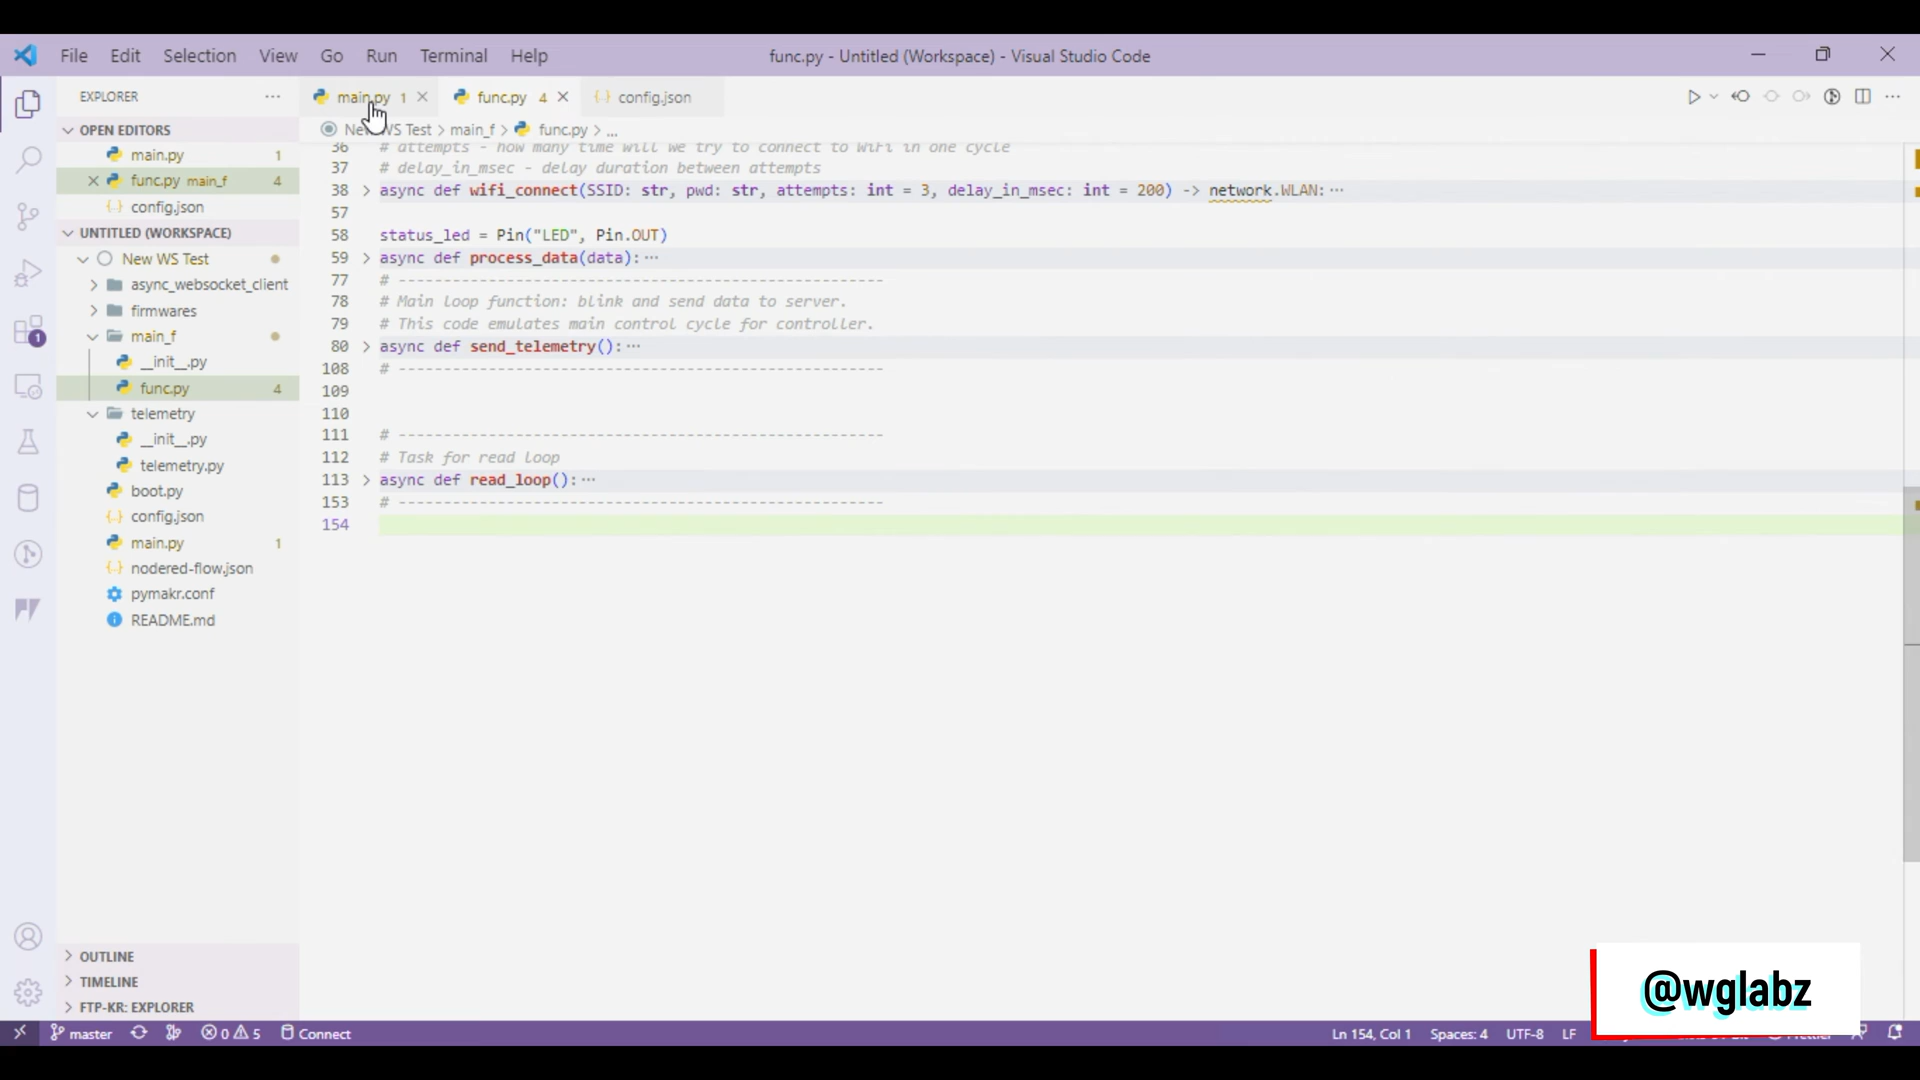 File Edit Selection View Go Run Terminal Help func.py - Untitled (Workspace) - Visual Studio Code
EXPLORER ··· main.py 1 func.py 4 {} config.json
OPEN EDITORS
main.py 1
func.py main_f 4
{} config.json
UNTITLED (WORKSPACE)
New WS Test
async_websocket_client
firmwares
main_f
__init__.py
func.py 4
telemetry
__init__.py
telemetry.py
boot.py
{} config.json
main.py 1
{} nodered-flow.json
pymakr.conf
README.md
OUTLINE
TIMELINE
FTP-KR: EXPLORER
1
New WS Test > main_f > func.py > ...
36 # attempts - how many time will we try to connect to WiFi in one cycle
37 # delay_in_msec - delay duration between attempts
38 > async def wifi_connect(SSID: str, pwd: str, attempts: int = 3, delay_in_msec: int = 200) -> network.WLAN: ···
57
58 status_led = Pin("LED", Pin.OUT)
59 > async def process_data(data): ···
77 # ------------------------------------------------------
78 # Main loop function: blink and send data to server.
79 # This code emulates main control cycle for controller.
80 > async def send_telemetry(): ···
108 # ------------------------------------------------------
109
110
111 # ------------------------------------------------------
112 # Task for read loop
113 > async def read_loop(): ···
153 # ------------------------------------------------------
154
@wglabz
master 0 5 Connect Ln 154, Col 1 Spaces: 4 UTF-8 LF